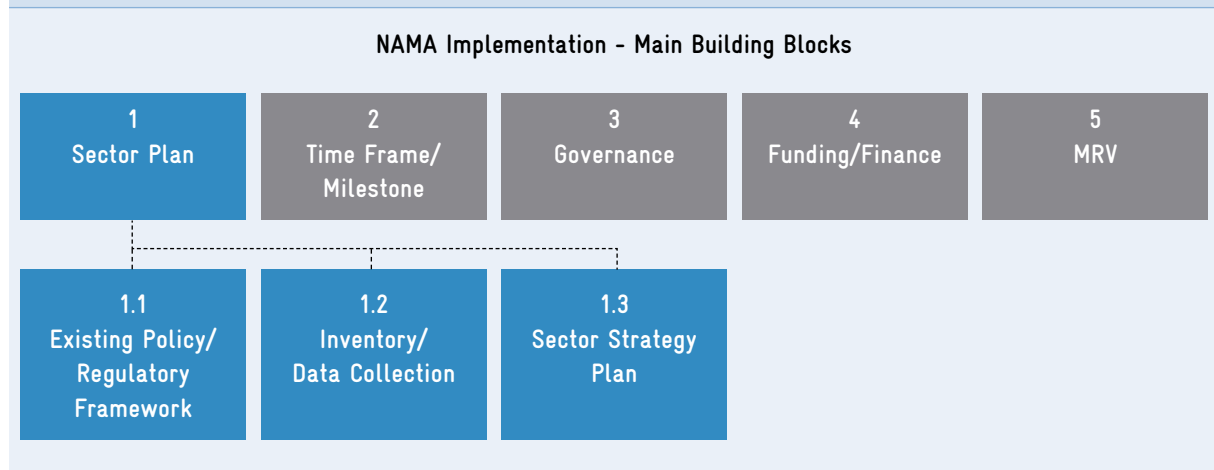 NAMA Implementation - Main Building Blocks
1
Sector Plan
2
Time Frame/
Milestone
3
Governance
4
Funding/Finance
5
MRV
1.1
Existing Policy/
Regulatory
Framework
1.2
Inventory/
Data Collection
1.3
Sector Strategy
Plan